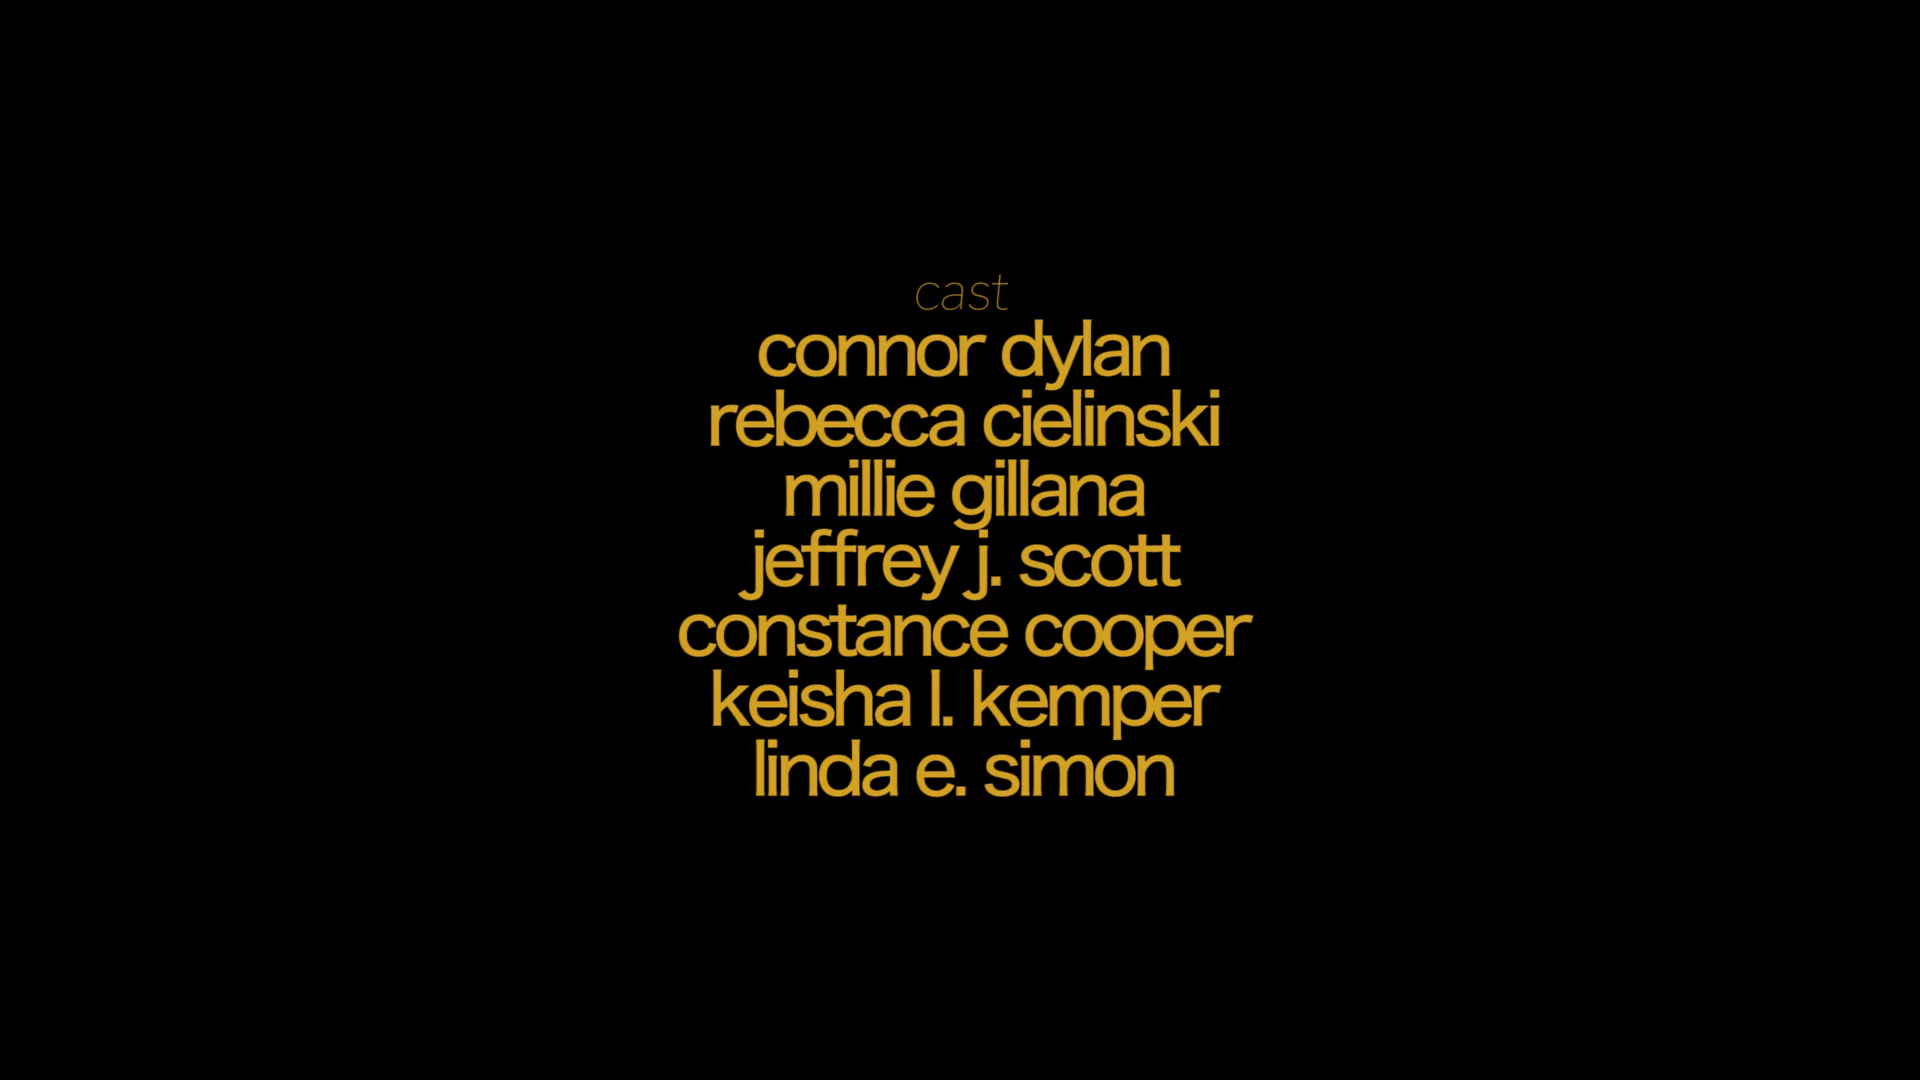 cast
connor dylan
rebecca cielinski
millie gillana
jeffrey j. scott
constance cooper
keisha l. kemper
linda e. simon